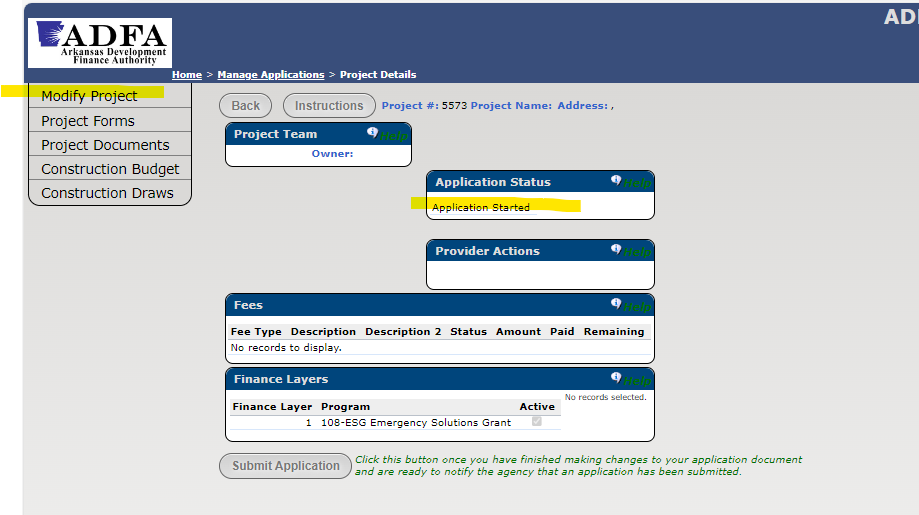 AD
ADFA
Arkansas Development
Finance Authority
Home > Manage Applications > Project Details
Modify Project
Project Forms
Project Documents
Construction Budget
Construction Draws
Back Instructions Project #: 5573 Project Name: Address: ,
Project Team Help
Owner:
Application Status Help
Application Started
Provider Actions Help
Fees Help
Fee Type Description Description 2 Status Amount Paid Remaining
No records to display.
Finance Layers Help
No records selected.
Finance Layer Program Active
1 108-ESG Emergency Solutions Grant
Submit Application
Click this button once you have finished making changes to your application document
and are ready to notify the agency that an application has been submitted.